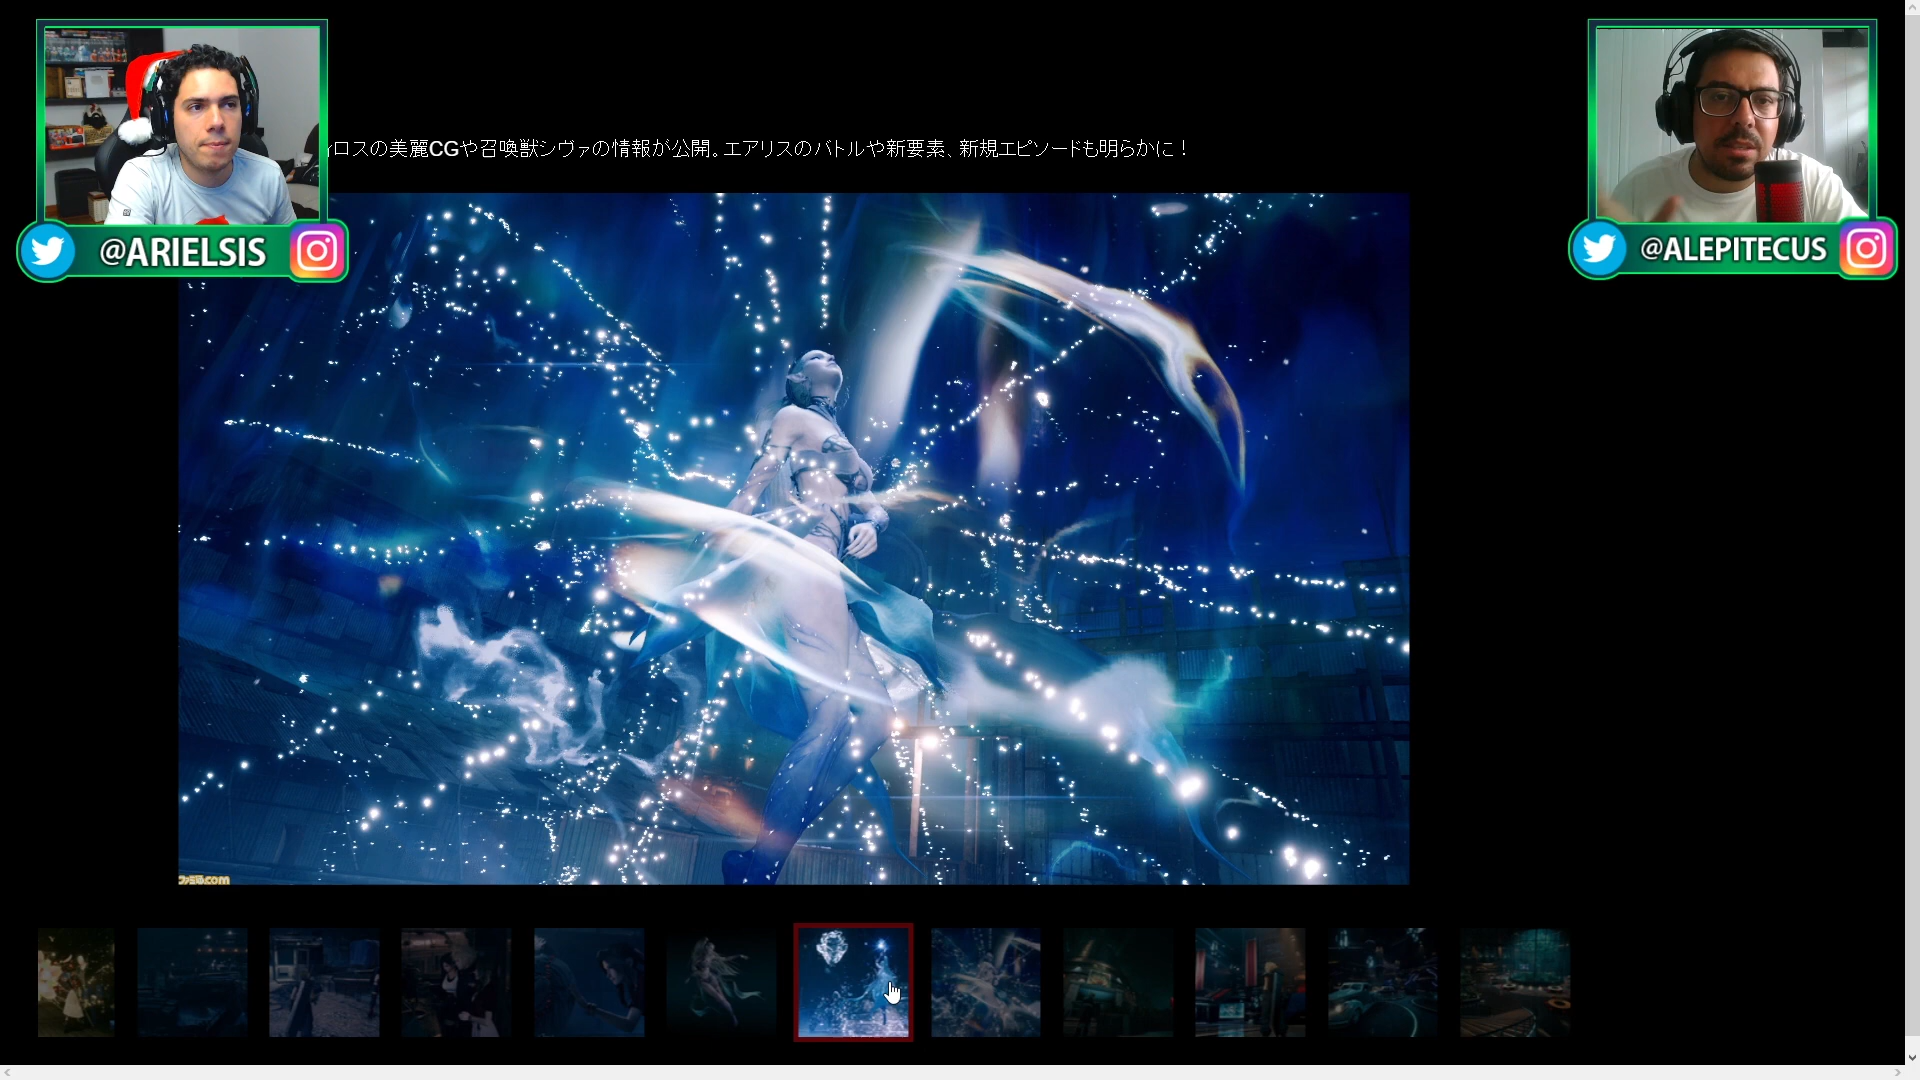 ィロスの美麗CGや召喚獣シヴァの情報が公開。エアリスのバトルや新要素、新規エピソードも明らかに！
@ARIELSIS
@ALEPITECUS
ファミ通.com